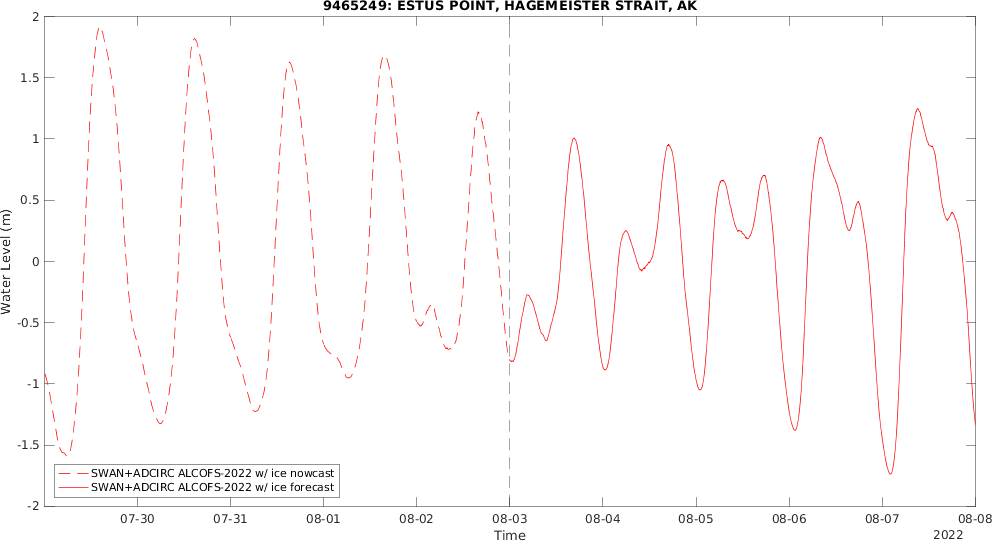 9465249: ESTUS POINT, HAGEMEISTER STRAIT, AK
Water Level (m)
2
1.5
1
0.5
0
-0.5
-1
-1.5
-2
SWAN+ADCIRC ALCOFS-2022 w/ ice nowcast
SWAN+ADCIRC ALCOFS-2022 w/ ice forecast
07-30 07-31 08-01 08-02 08-03 08-04 08-05 08-06 08-07 08-08
Time
2022